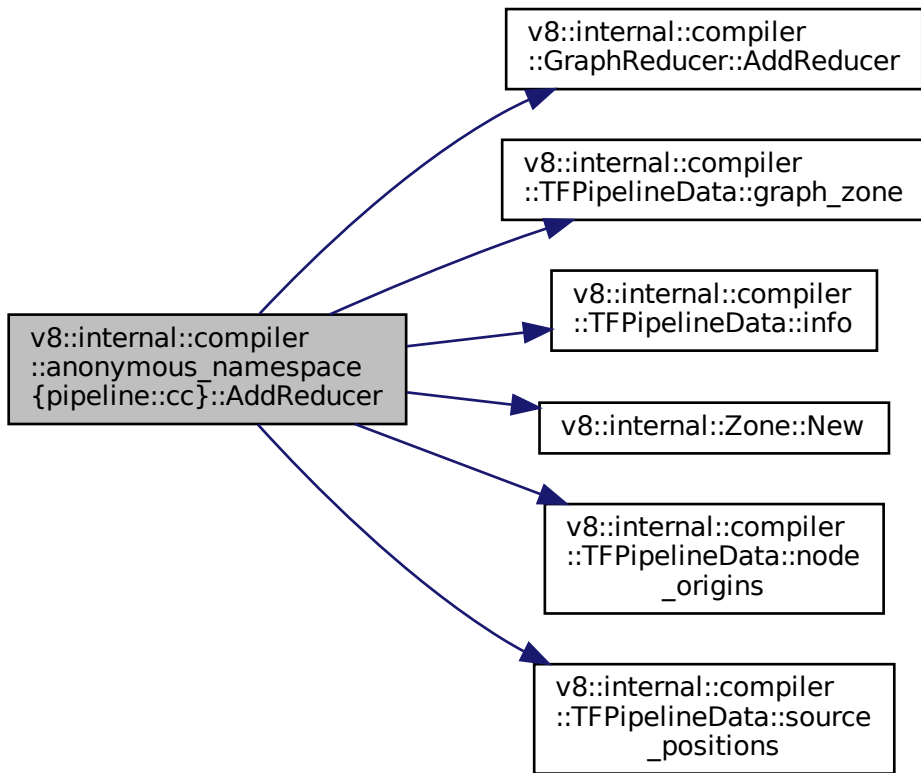 v8::internal::compiler
::GraphReducer::AddReducer
v8::internal::compiler
::TFPipelineData::graph_zone
v8::internal::compiler
::TFPipelineData::info
v8::internal::compiler
::anonymous_namespace
{pipeline::cc}::AddReducer
v8::internal::Zone::New
v8::internal::compiler
::TFPipelineData::node
_origins
v8::internal::compiler
::TFPipelineData::source
_positions